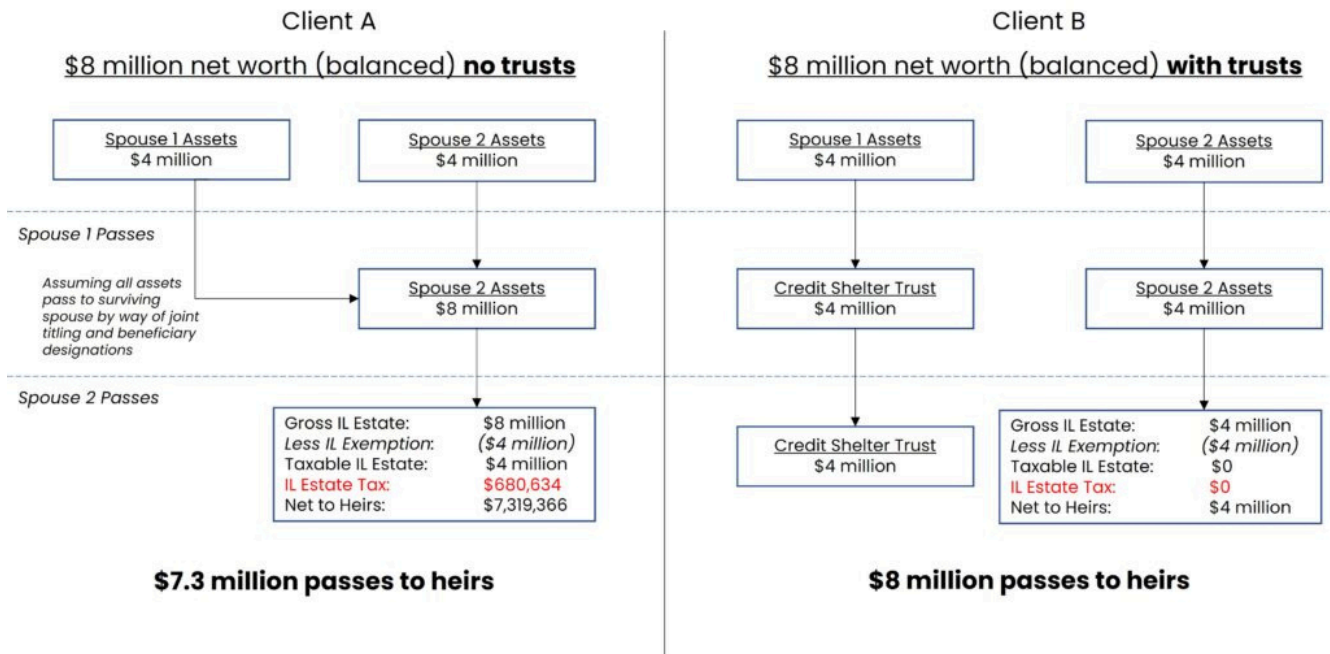 Client A
$8 million net worth (balanced) no trusts
Spouse 1 Assets
$4 million
Spouse 2 Assets
$4 million
Spouse 1 Passes
Assuming all assets
pass to surviving
spouse by way of joint
titling and beneficiary
designations
Spouse 2 Assets
$8 million
Spouse 2 Passes
Gross IL Estate: $8 million
Less IL Exemption: ($4 million)
Taxable IL Estate: $4 million
IL Estate Tax: $680,634
Net to Heirs: $7,319,366
$7.3 million passes to heirs
Client B
$8 million net worth (balanced) with trusts
Spouse 1 Assets
$4 million
Spouse 2 Assets
$4 million
Credit Shelter Trust
$4 million
Spouse 2 Assets
$4 million
Credit Shelter Trust
$4 million
Gross IL Estate: $4 million
Less IL Exemption: ($4 million)
Taxable IL Estate: $0
IL Estate Tax: $0
Net to Heirs: $4 million
$8 million passes to heirs